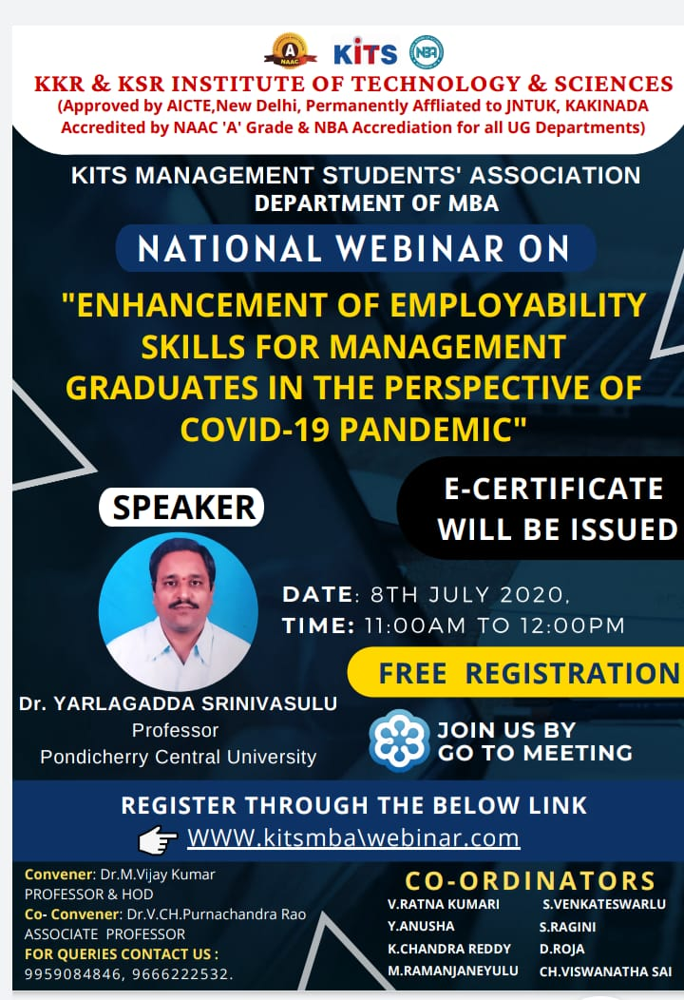 A
NAAC
KiTS
NBA
KKR & KSR INSTITUTE OF TECHNOLOGY & SCIENCES
(Approved by AICTE,New Delhi, Permanently Affliated to JNTUK, KAKINADA
Accredited by NAAC 'A' Grade & NBA Accrediation for all UG Departments)
KITS MANAGEMENT STUDENTS' ASSOCIATION
DEPARTMENT OF MBA
NATIONAL WEBINAR ON
"ENHANCEMENT OF EMPLOYABILITY
SKILLS FOR MANAGEMENT
GRADUATES IN THE PERSPECTIVE OF
COVID-19 PANDEMIC"
E-CERTIFICATE
WILL BE ISSUED
SPEAKER
DATE: 8TH JULY 2020,
TIME: 11:00AM TO 12:00PM
FREE REGISTRATION
Dr. YARLAGADDA SRINIVASULU
Professor
Pondicherry Central University
JOIN US BY
GO TO MEETING
REGISTER THROUGH THE BELOW LINK
WWW.kitsmba\webinar.com
Convener: Dr.M.Vijay Kumar
PROFESSOR & HOD
Co- Convener: Dr.V.CH.Purnachandra Rao
ASSOCIATE PROFESSOR
FOR QUERIES CONTACT US :
9959084846, 9666222532.
CO-ORDINATORS
V.RATNA KUMARI S.VENKATESWARLU
Y.ANUSHA S.RAGINI
K.CHANDRA REDDY D.ROJA
M.RAMANJANEYULU CH.VISWANATHA SAI